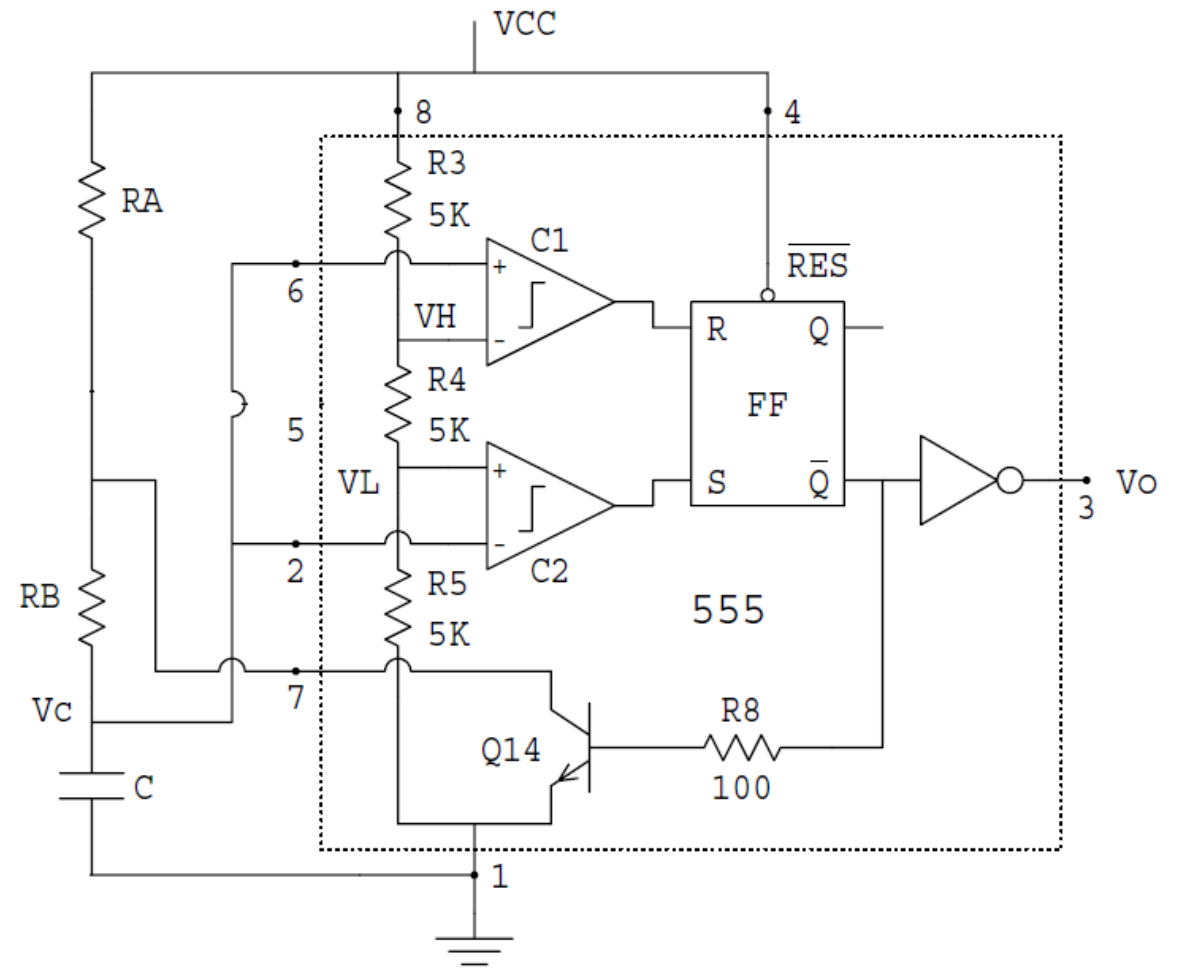 VCC
8
4
R3
RA
5K
C1
RES
6
+
VH
-
R
Q
R4
FF
5
5K
VL
+
S
Q
Vo
3
2
-
C2
RB
R5
555
5K
7
Vc
R8
Q14
C
100
1